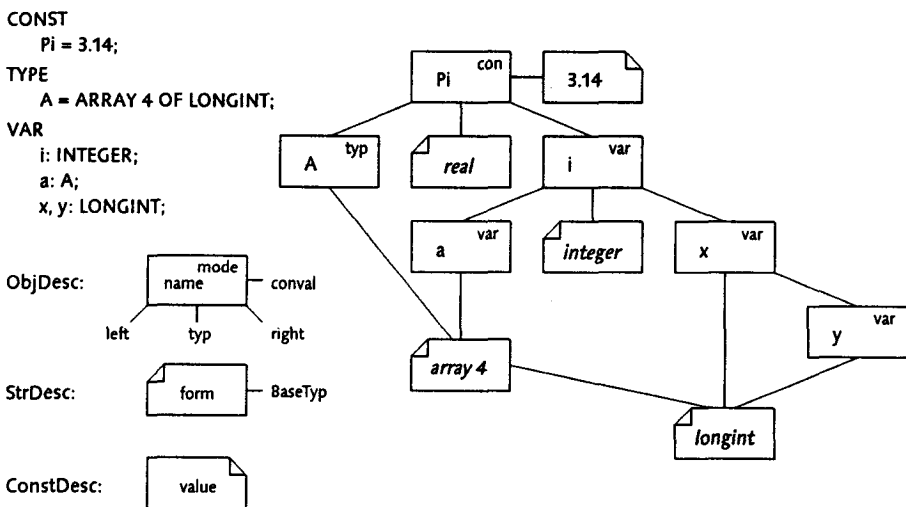 CONST
Pi = 3.14;
TYPE
A = ARRAY 4 OF LONGINT;
VAR
i: INTEGER;
a: A;
x, y: LONGINT;
Pi con
3.14
A typ
real
i var
a var
integer
x var
y var
array 4
longint
ObjDesc:
mode
name
conval
left
typ
right
StrDesc:
form
BaseTyp
ConstDesc:
value